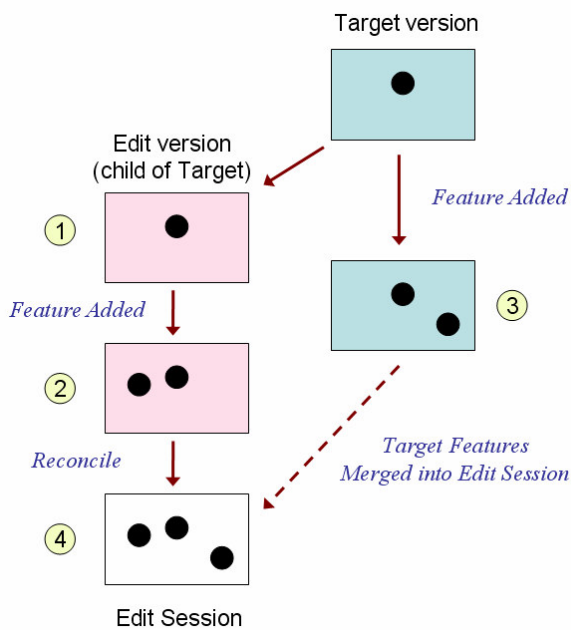 Target version
Edit version
(child of Target)
1
Feature Added
Feature Added
3
2
Reconcile
Target Features
Merged into Edit Session
4
Edit Session